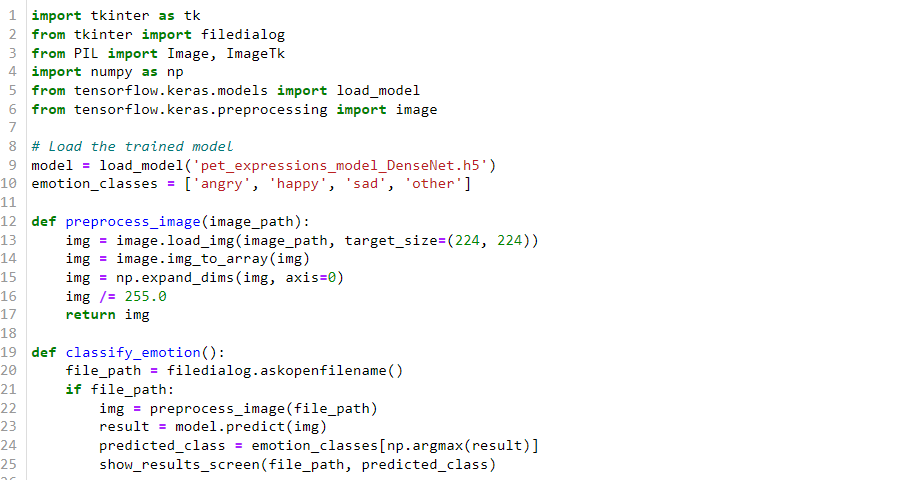 1 import tkinter as tk
2 from tkinter import filedialog
3 from PIL import Image, ImageTk
4 import numpy as np
5 from tensorflow.keras.models import load_model
6 from tensorflow.keras.preprocessing import image
7
8 # Load the trained model
9 model = load_model('pet_expressions_model_DenseNet.h5')
10 emotion_classes = ['angry', 'happy', 'sad', 'other']
11
12 def preprocess_image(image_path):
13     img = image.load_img(image_path, target_size=(224, 224))
14     img = image.img_to_array(img)
15     img = np.expand_dims(img, axis=0)
16     img /= 255.0
17     return img
18
19 def classify_emotion():
20     file_path = filedialog.askopenfilename()
21     if file_path:
22         img = preprocess_image(file_path)
23         result = model.predict(img)
24         predicted_class = emotion_classes[np.argmax(result)]
25         show_results_screen(file_path, predicted_class)